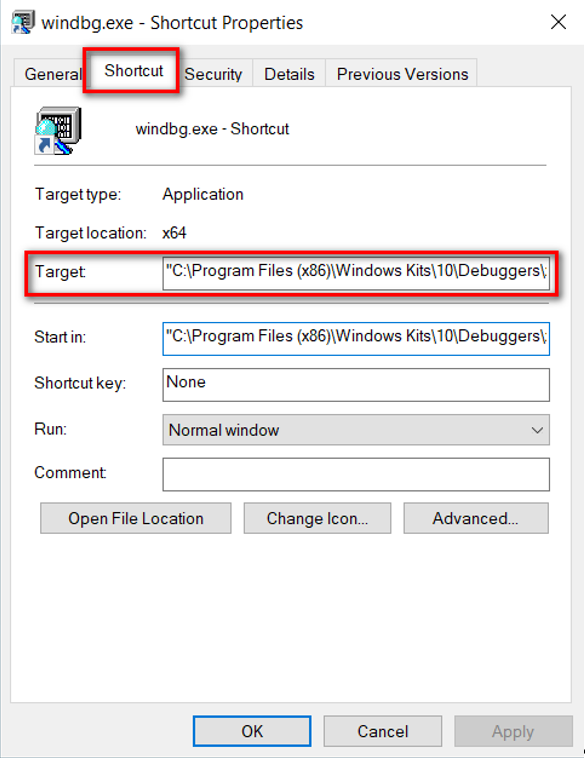 windbg.exe - Shortcut Properties
General Shortcut Security Details Previous Versions
windbg.exe - Shortcut
Target type: Application
Target location: x64
Target: "C:\Program Files (x86)\Windows Kits\10\Debuggers\
Start in: "C:\Program Files (x86)\Windows Kits\10\Debuggers\
Shortcut key: None
Run: Normal window
Comment:
Open File Location Change Icon... Advanced...
OK Cancel Apply